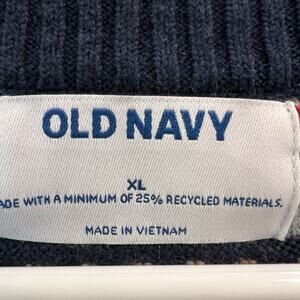 OLD NAVY
XL
ADE WITH A MINIMUM OF 25% RECYCLED MATERIALS.
MADE IN VIETNAM